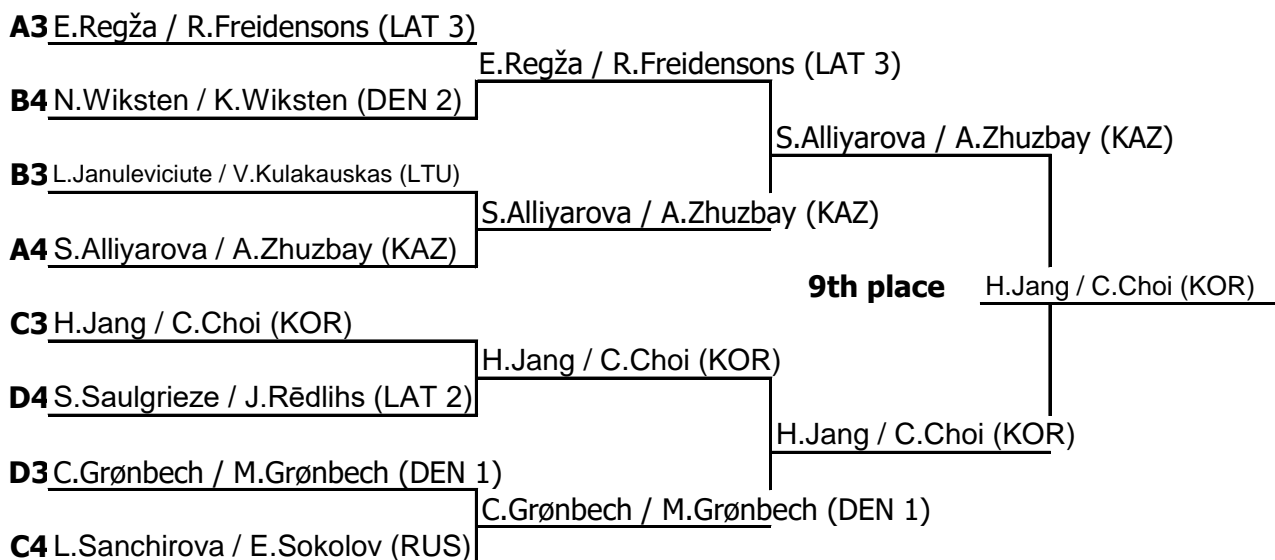 A3 E.Regža / R.Freidensons (LAT 3)
E.Regža / R.Freidensons (LAT 3)
B4 N.Wiksten / K.Wiksten (DEN 2)
S.Alliyarova / A.Zhuzbay (KAZ)
B3 L.Januleviciute / V.Kulakauskas (LTU)
S.Alliyarova / A.Zhuzbay (KAZ)
A4 S.Alliyarova / A.Zhuzbay (KAZ)
9th place H.Jang / C.Choi (KOR)
C3 H.Jang / C.Choi (KOR)
H.Jang / C.Choi (KOR)
D4 S.Saulgrieze / J.Rēdlihs (LAT 2)
H.Jang / C.Choi (KOR)
D3 C.Grønbech / M.Grønbech (DEN 1)
C.Grønbech / M.Grønbech (DEN 1)
C4 L.Sanchirova / E.Sokolov (RUS)